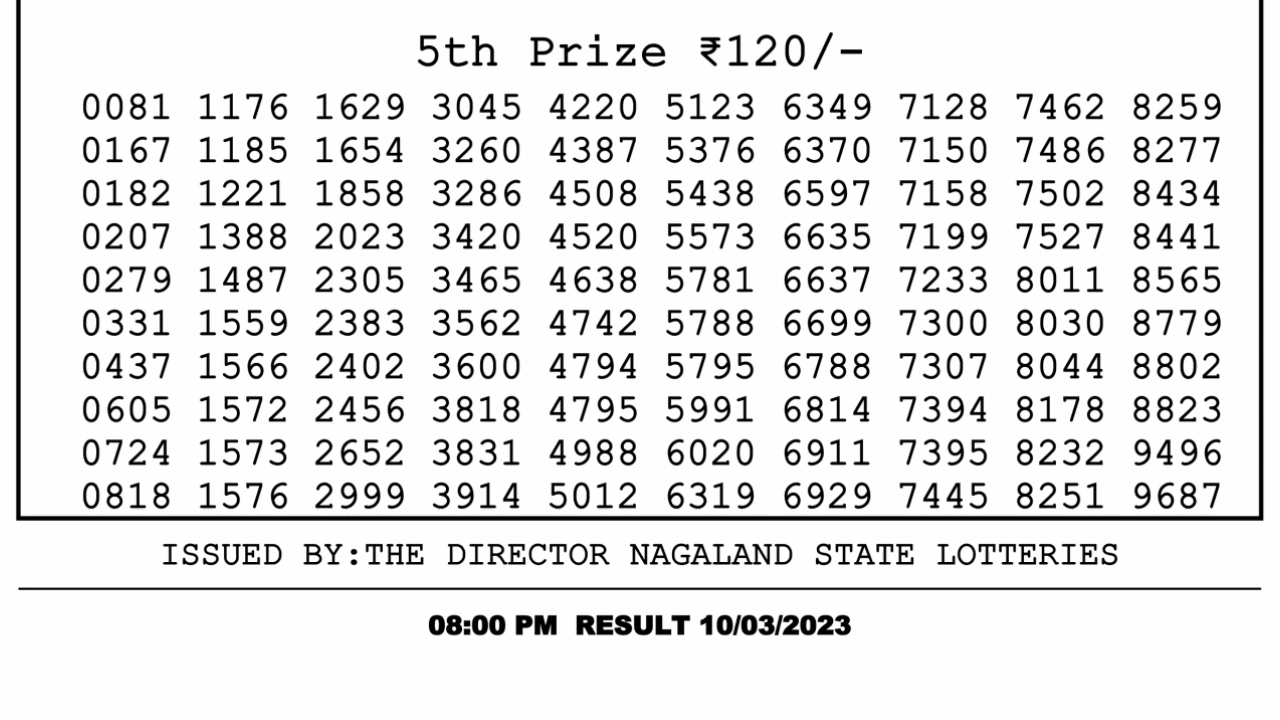 5th Prize ₹120/-
0081 1176 1629 3045 4220 5123 6349 7128 7462 8259
0167 1185 1654 3260 4387 5376 6370 7150 7486 8277
0182 1221 1858 3286 4508 5438 6597 7158 7502 8434
0207 1388 2023 3420 4520 5573 6635 7199 7527 8441
0279 1487 2305 3465 4638 5781 6637 7233 8011 8565
0331 1559 2383 3562 4742 5788 6699 7300 8030 8779
0437 1566 2402 3600 4794 5795 6788 7307 8044 8802
0605 1572 2456 3818 4795 5991 6814 7394 8178 8823
0724 1573 2652 3831 4988 6020 6911 7395 8232 9496
0818 1576 2999 3914 5012 6319 6929 7445 8251 9687
ISSUED BY:THE DIRECTOR NAGALAND STATE LOTTERIES
08:00 PM RESULT 10/03/2023